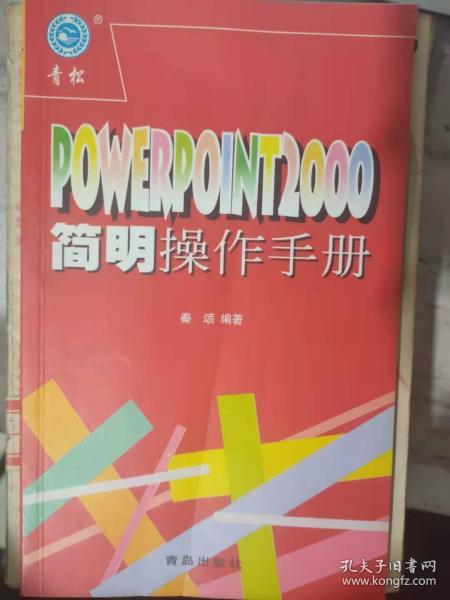 ®
青松
POWERPOINT2000
简明操作手册
秦 颂 编著
青岛出版社
孔夫子旧书网
www.kongfz.com